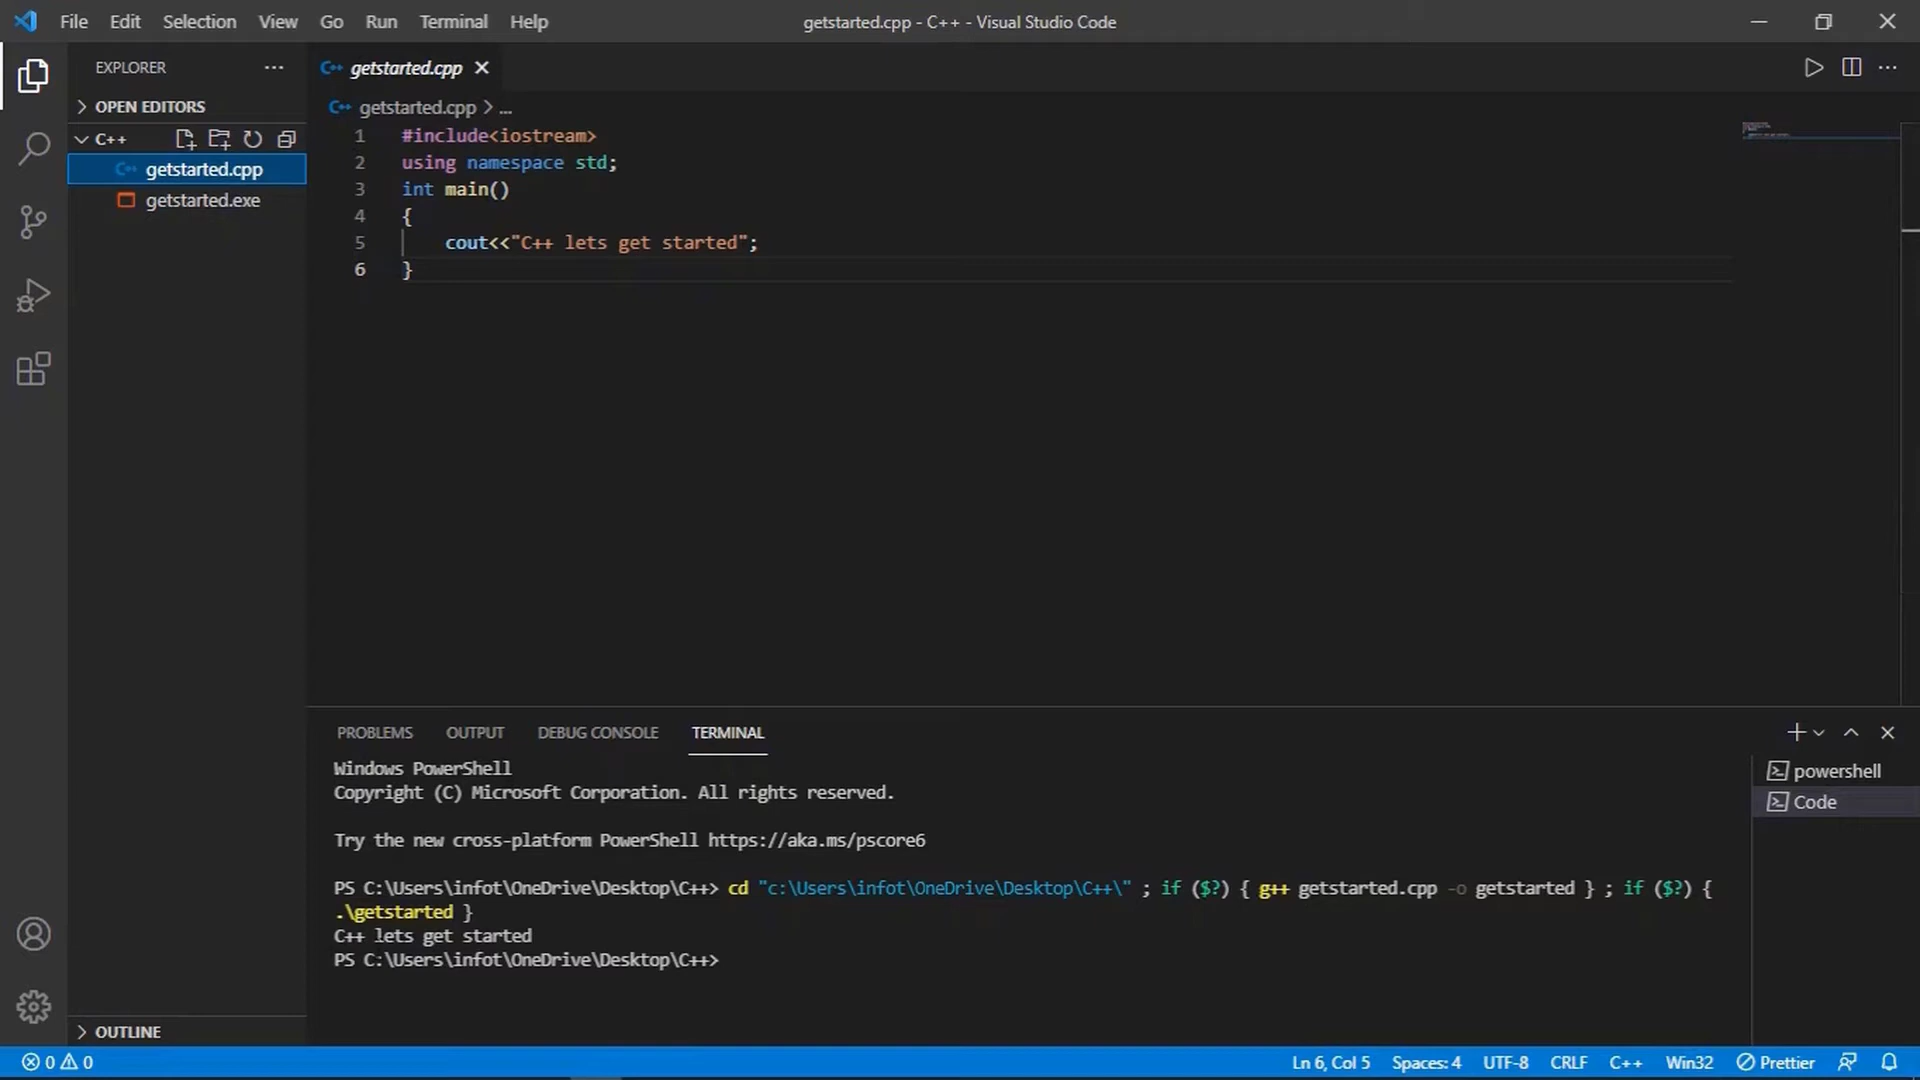 File Edit Selection View Go Run Terminal Help
getstarted.cpp - C++ - Visual Studio Code
EXPLORER
OPEN EDITORS
C++
getstarted.cpp
getstarted.exe
OUTLINE
getstarted.cpp
getstarted.cpp > ...
1 #include<iostream>
2 using namespace std;
3 int main()
4 {
5 cout<<"C++ lets get started";
6 }
PROBLEMS OUTPUT DEBUG CONSOLE TERMINAL
Windows PowerShell
Copyright (C) Microsoft Corporation. All rights reserved.
Try the new cross-platform PowerShell https://aka.ms/pscore6
PS C:\Users\infot\OneDrive\Desktop\C++> cd "c:\Users\infot\OneDrive\Desktop\C++\" ; if ($?) { g++ getstarted.cpp -o getstarted } ; if ($?) {
.\getstarted }
C++ lets get started
PS C:\Users\infot\OneDrive\Desktop\C++>
powershell
Code
0 0
Ln 6, Col 5 Spaces: 4 UTF-8 CRLF C++ Win32 Prettier